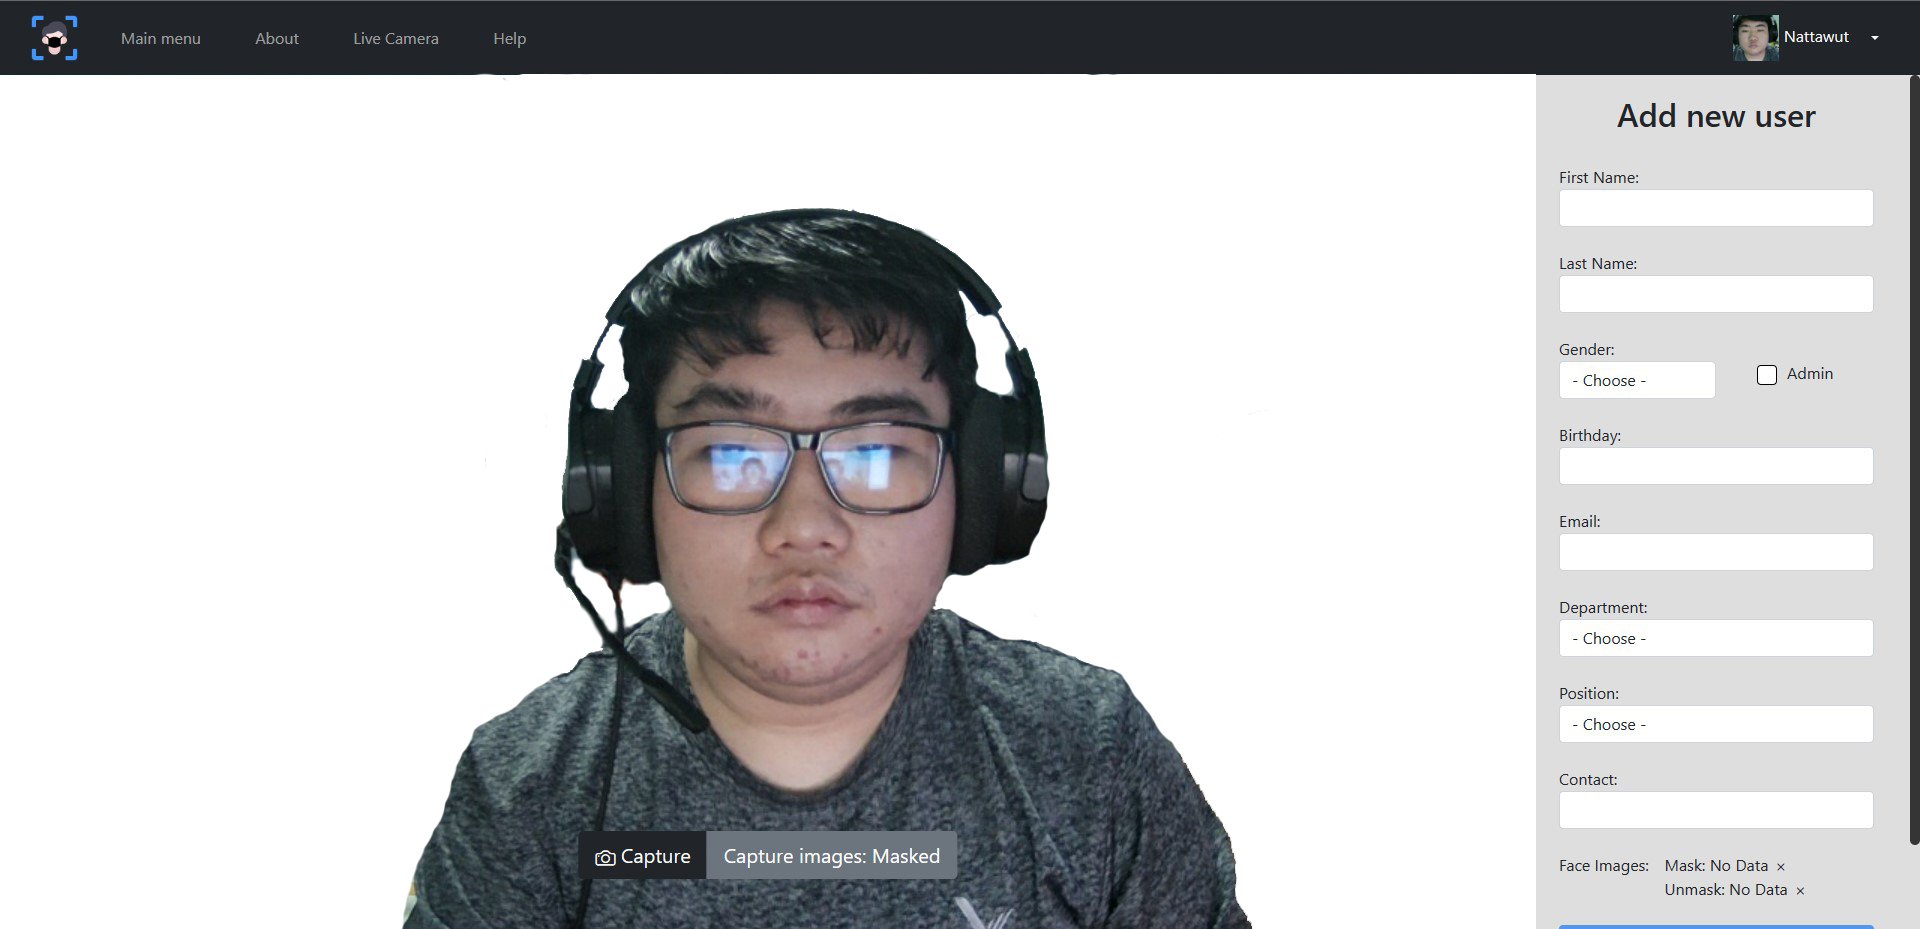 Main menu
About
Live Camera
Help
Nattawut
Add new user
First Name:
Last Name:
Gender:
- Choose -
Admin
Birthday:
Email:
Department:
- Choose -
Position:
- Choose -
Contact:
Face Images: Mask: No Data ×
Unmask: No Data ×
Capture
Capture images: Masked